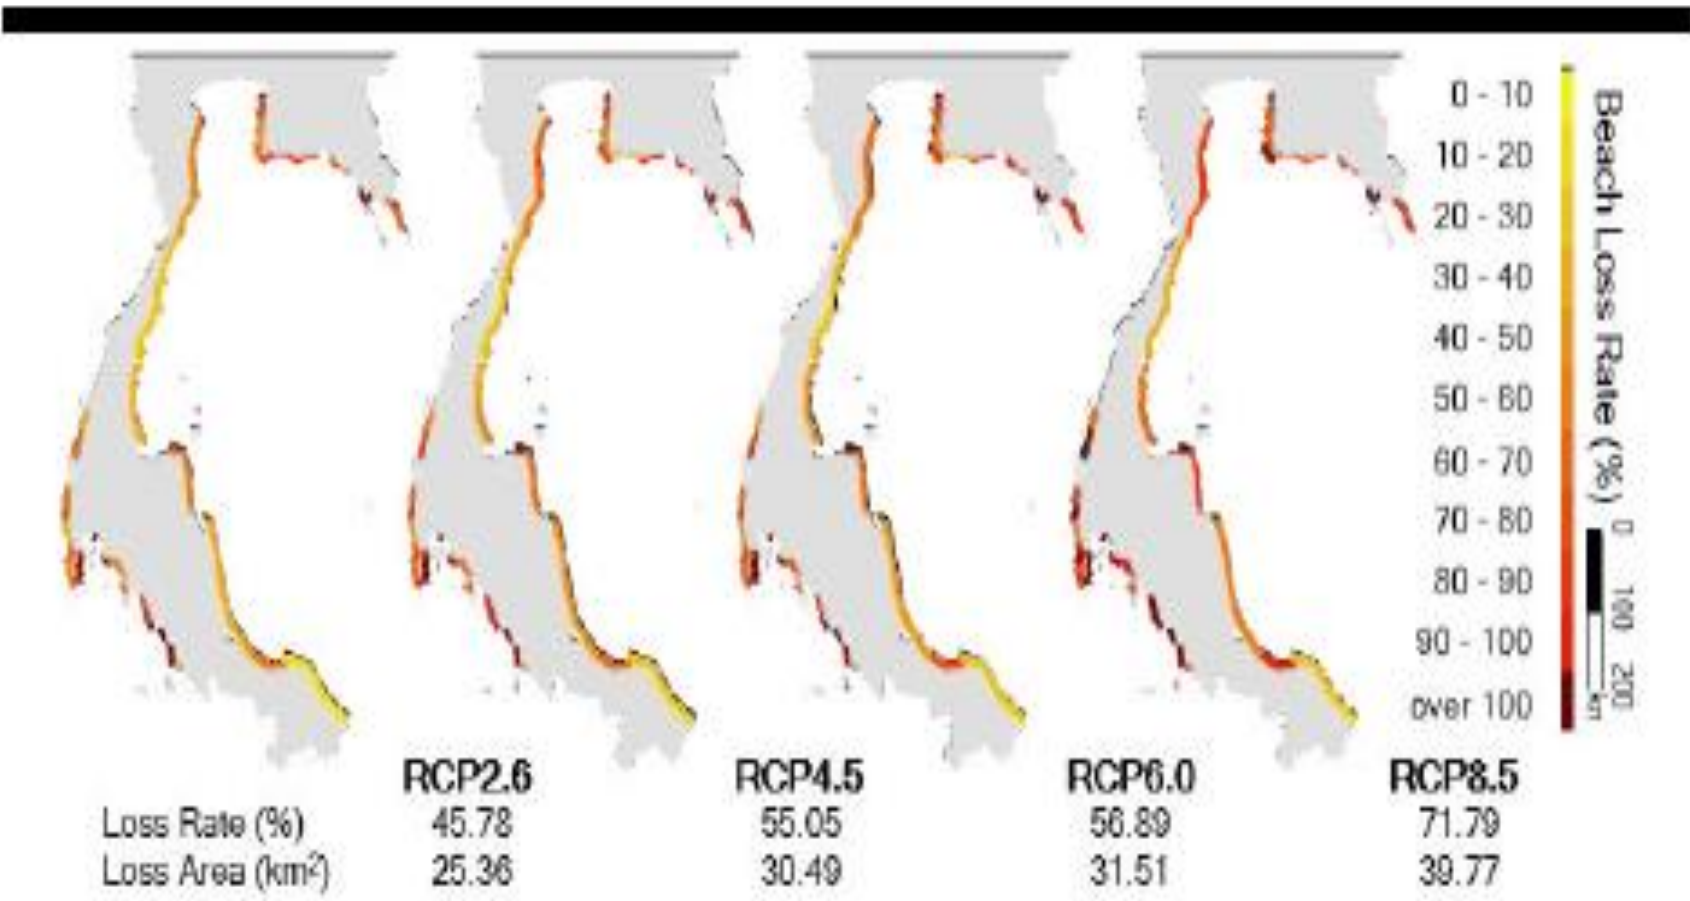 0 - 10
10 - 20
20 - 30
30 - 40
40 - 50
50 - 60
60 - 70
70 - 80
80 - 90
90 - 100
over 100
Beach Loss Rate (%)
0 100 200
km
RCP2.6 RCP4.5 RCP6.0 RCP8.5
Loss Rate (%) 45.78 55.05 56.89 71.79
Loss Area (km²) 25.36 30.49 31.51 39.77